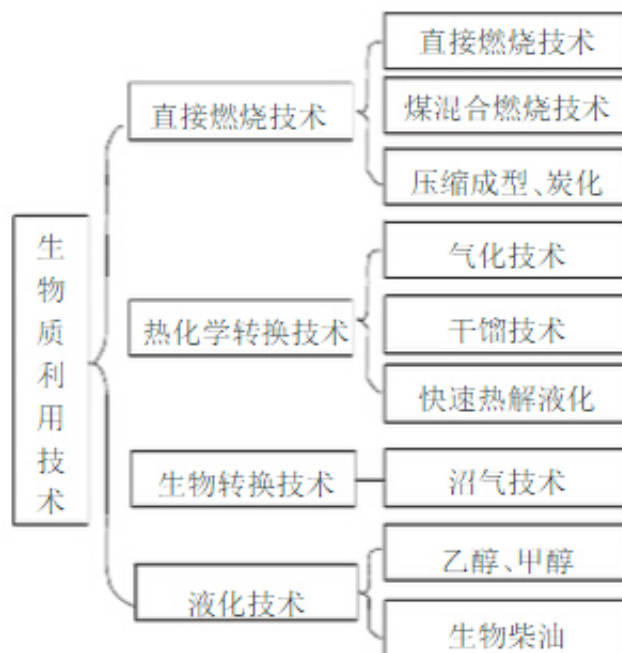 生物质利用技术
直接燃烧技术
直接燃烧技术
煤混合燃烧技术
压缩成型、炭化
热化学转换技术
气化技术
干馏技术
快速热解液化
生物转换技术
沼气技术
液化技术
乙醇、甲醇
生物柴油